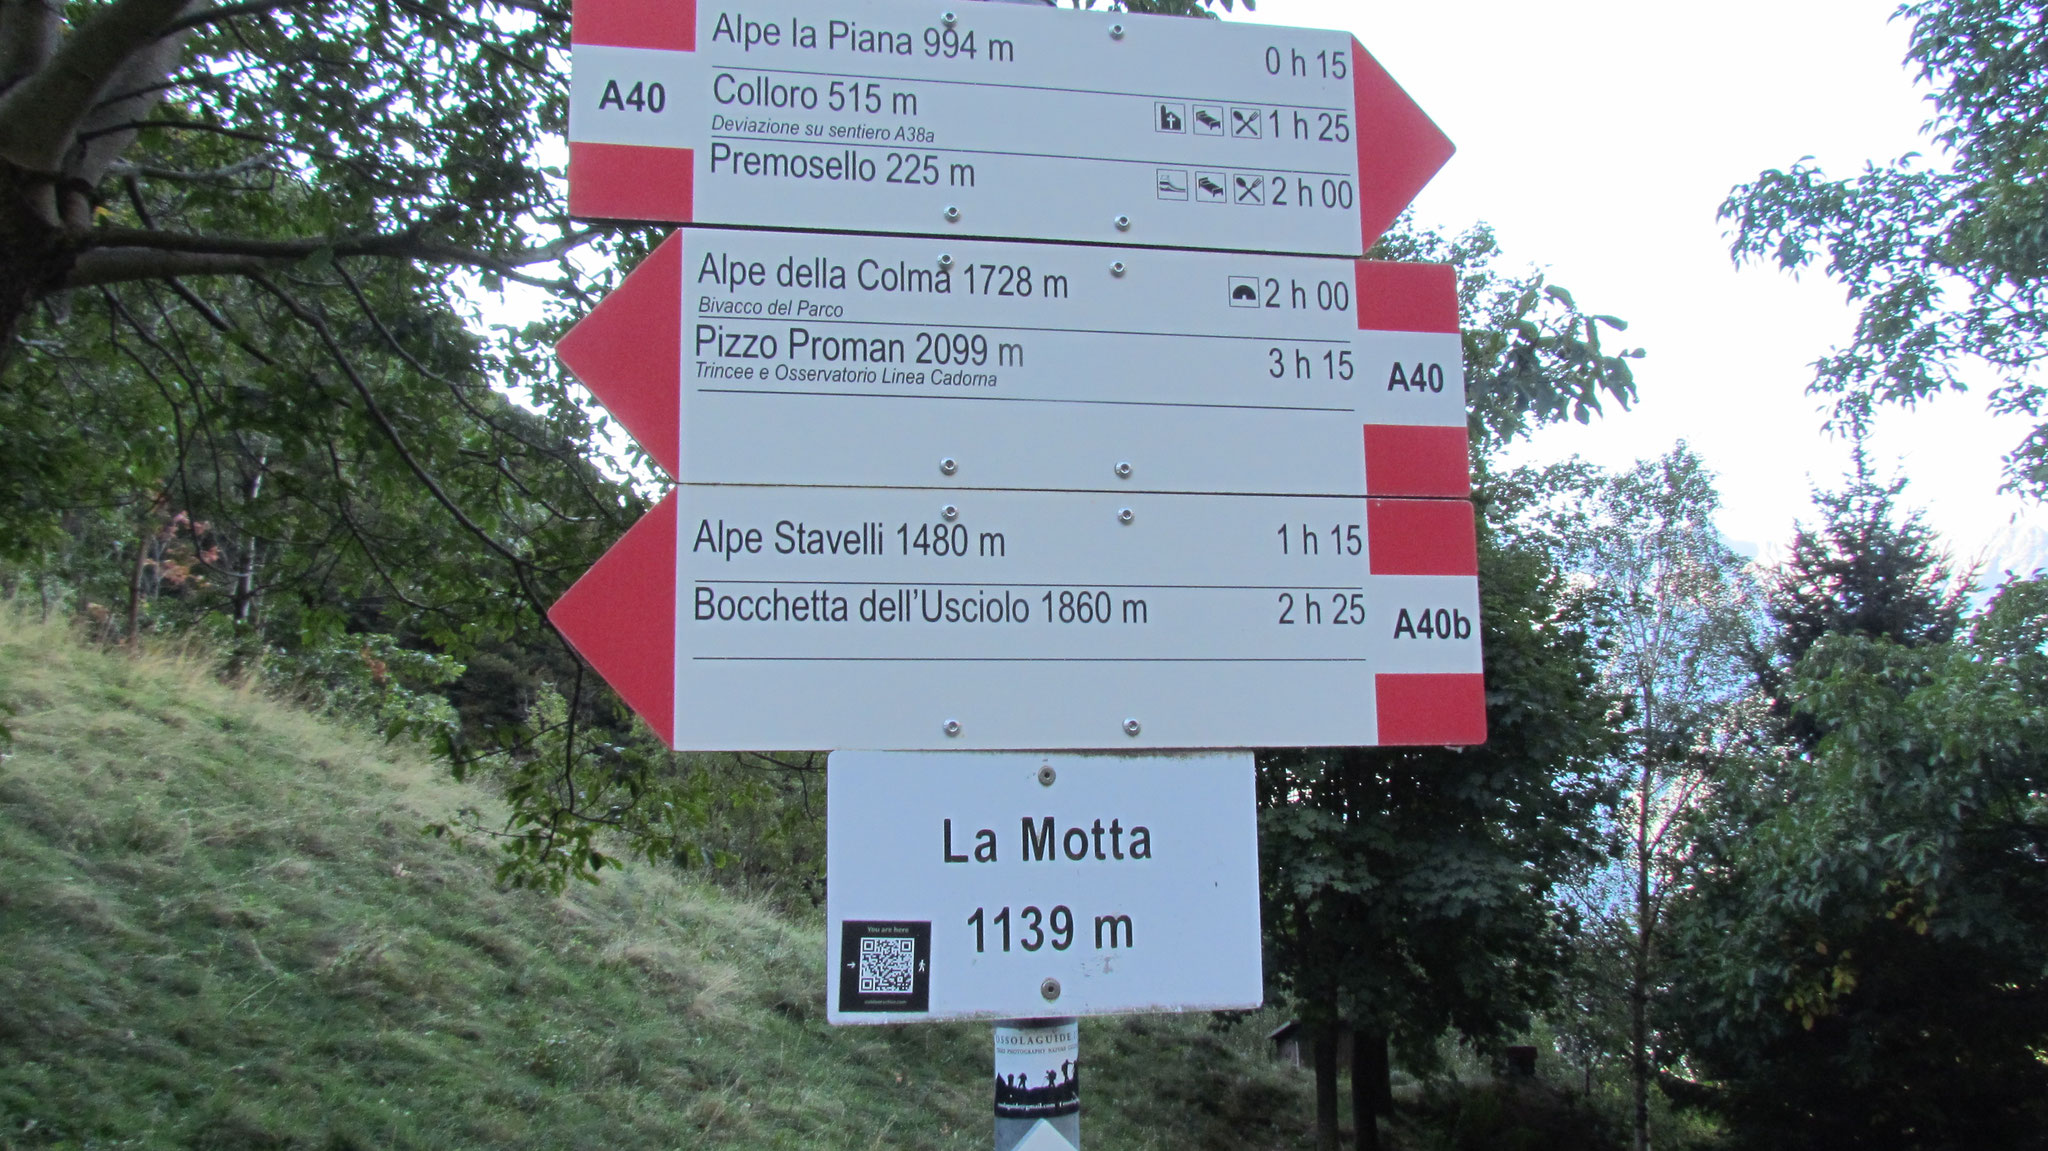 A40
Alpe la Piana 994 m 0 h 15
Colloro 515 m 1 h 25
Deviazione su sentiero A38a
Premosello 225 m 2 h 00
Alpe della Colma 1728 m 2 h 00
Bivacco del Parco
Pizzo Proman 2099 m 3 h 15
Trincee e Osservatorio Linea Cadorna
A40
Alpe Stavelli 1480 m 1 h 15
Bocchetta dell'Usciolo 1860 m 2 h 25
A40b
La Motta
1139 m
You are here
OSSOLAGUIDE
PHOTOGRAPHY NATURE